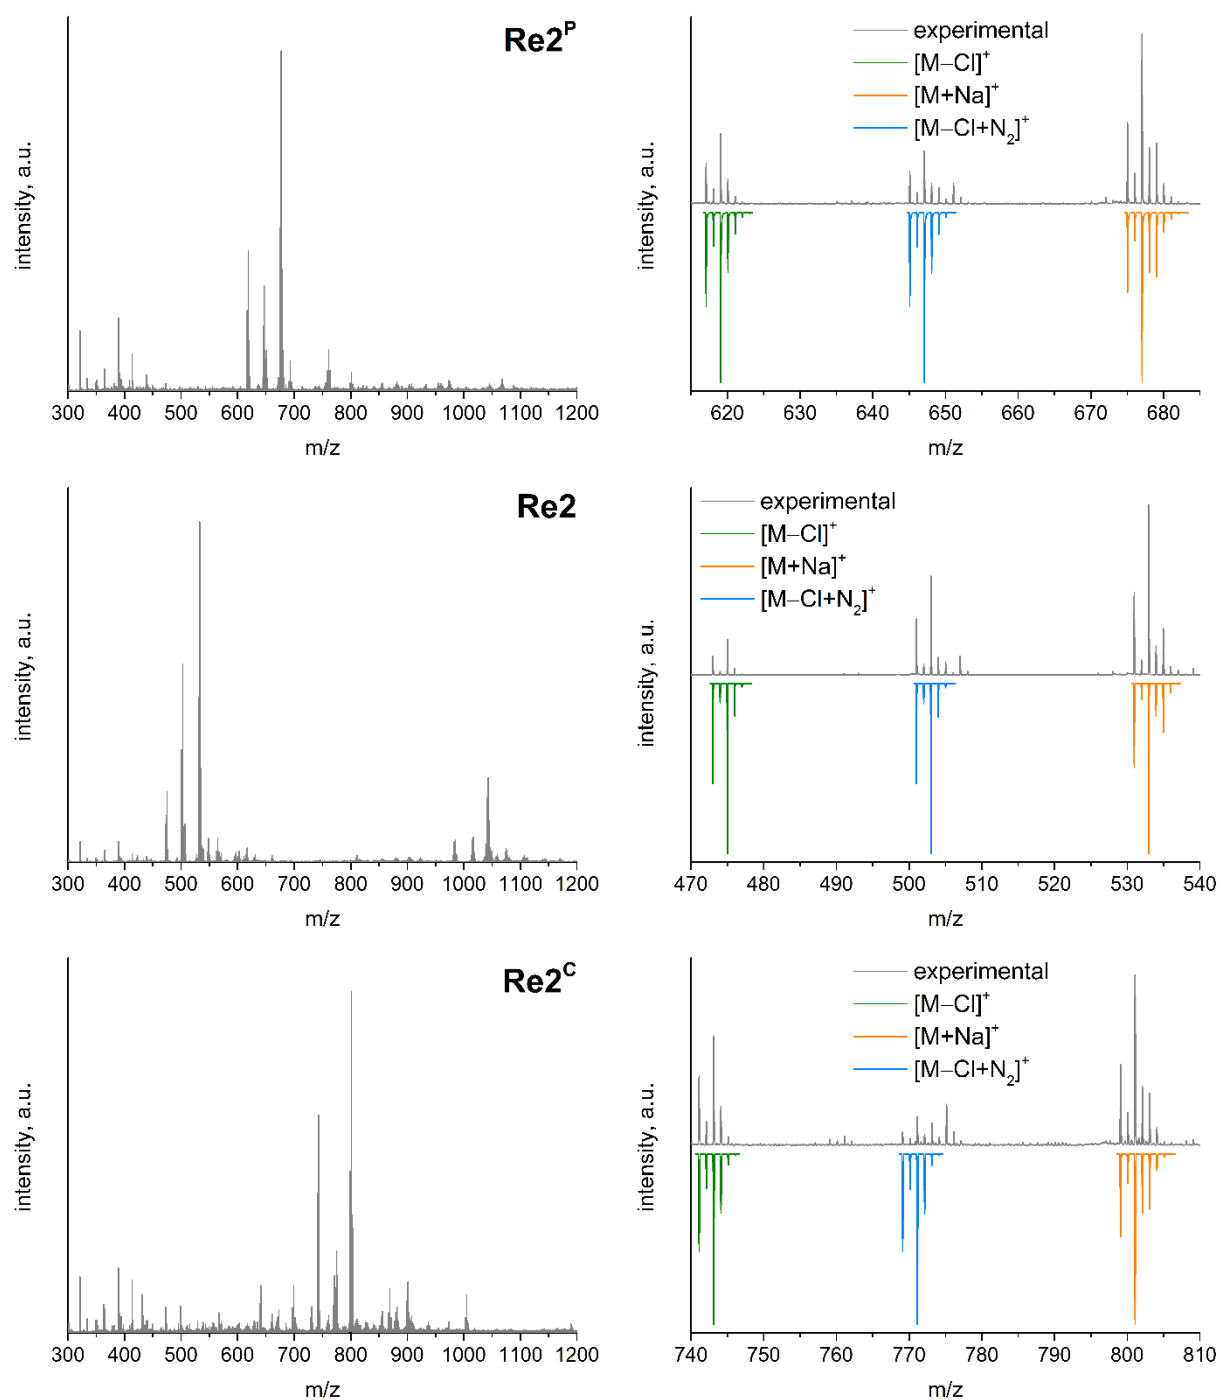 Re2ᴾ
intensity, a.u.
300 400 500 600 700 800 900 1000 1100 1200
m/z
experimental
[M–Cl]⁺
[M+Na]⁺
[M–Cl+N₂]⁺
intensity, a.u.
620 630 640 650 660 670 680
m/z
Re2
intensity, a.u.
300 400 500 600 700 800 900 1000 1100 1200
m/z
experimental
[M–Cl]⁺
[M+Na]⁺
[M–Cl+N₂]⁺
intensity, a.u.
470 480 490 500 510 520 530 540
m/z
Re2ᶜ
intensity, a.u.
300 400 500 600 700 800 900 1000 1100 1200
m/z
experimental
[M–Cl]⁺
[M+Na]⁺
[M–Cl+N₂]⁺
intensity, a.u.
740 750 760 770 780 790 800 810
m/z